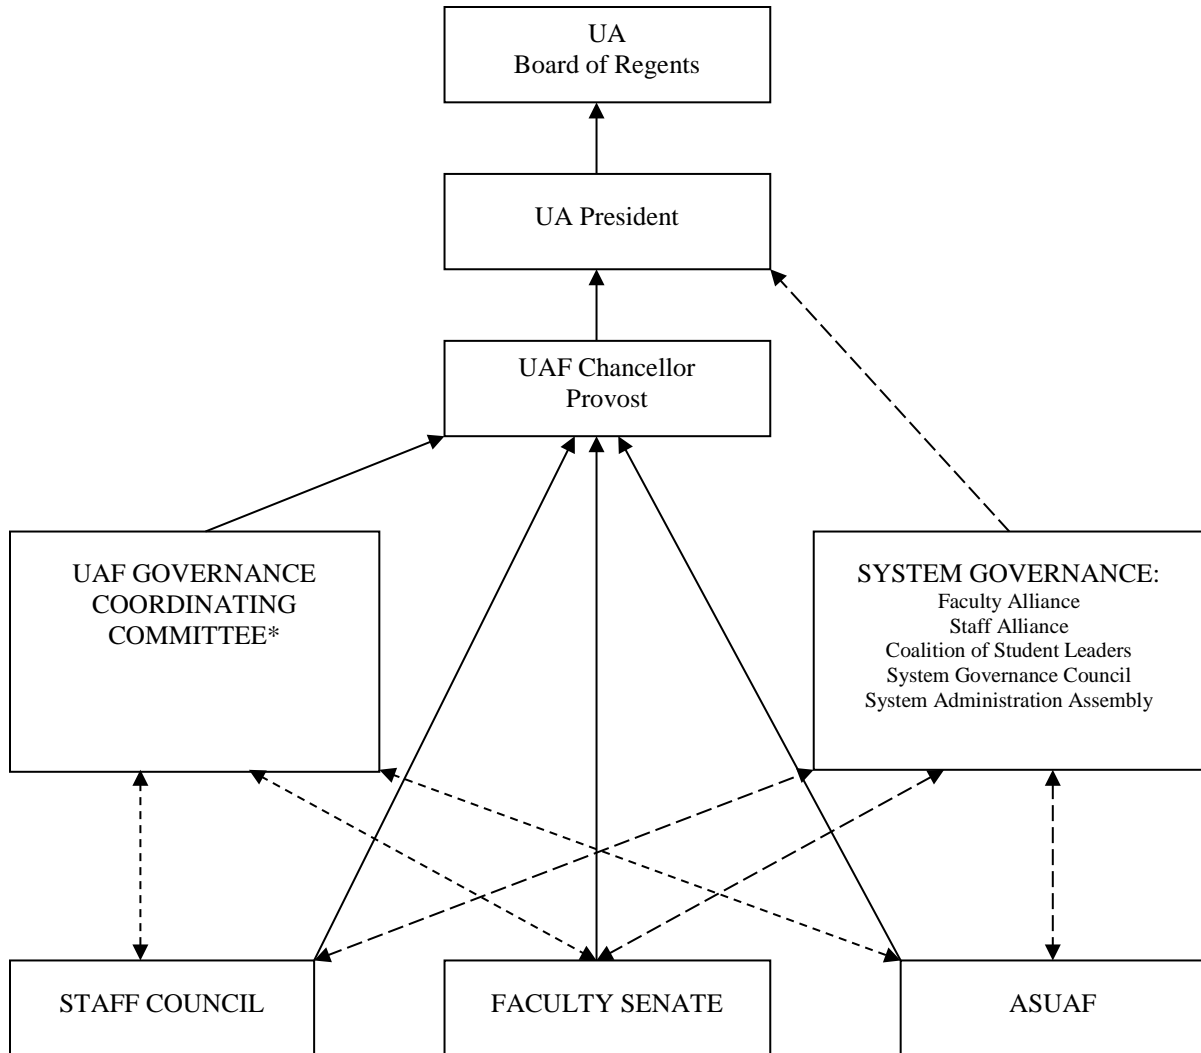 UA
Board of Regents
UA President
UAF Chancellor
Provost
UAF GOVERNANCE
COORDINATING
COMMITTEE*
SYSTEM GOVERNANCE:
Faculty Alliance
Staff Alliance
Coalition of Student Leaders
System Governance Council
System Administration Assembly
STAFF COUNCIL
FACULTY SENATE
ASUAF